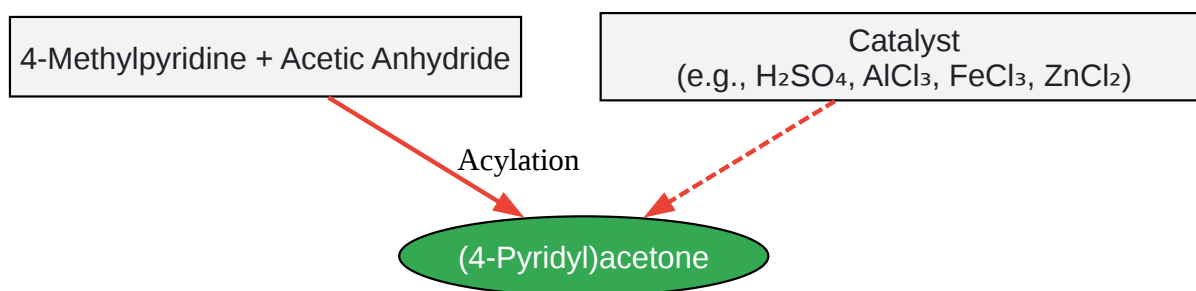 4-Methylpyridine + Acetic Anhydride
Catalyst
(e.g., H₂SO₄, AlCl₃, FeCl₃, ZnCl₂)
Acylation
(4-Pyridyl)acetone